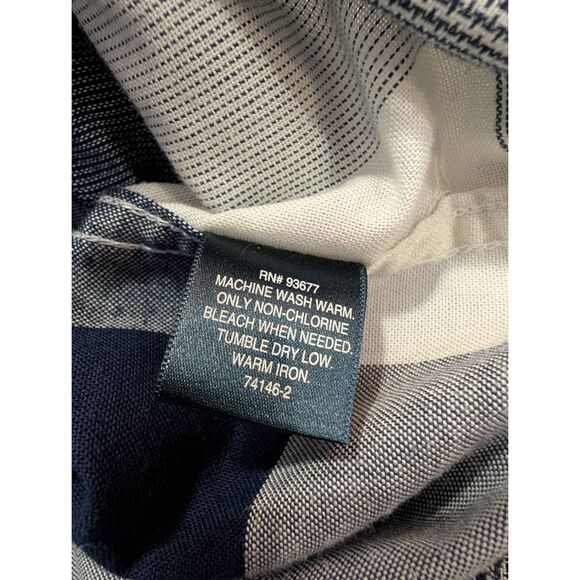 RN# 93677
MACHINE WASH WARM.
ONLY NON-CHLORINE
BLEACH WHEN NEEDED.
TUMBLE DRY LOW.
WARM IRON.
74146-2